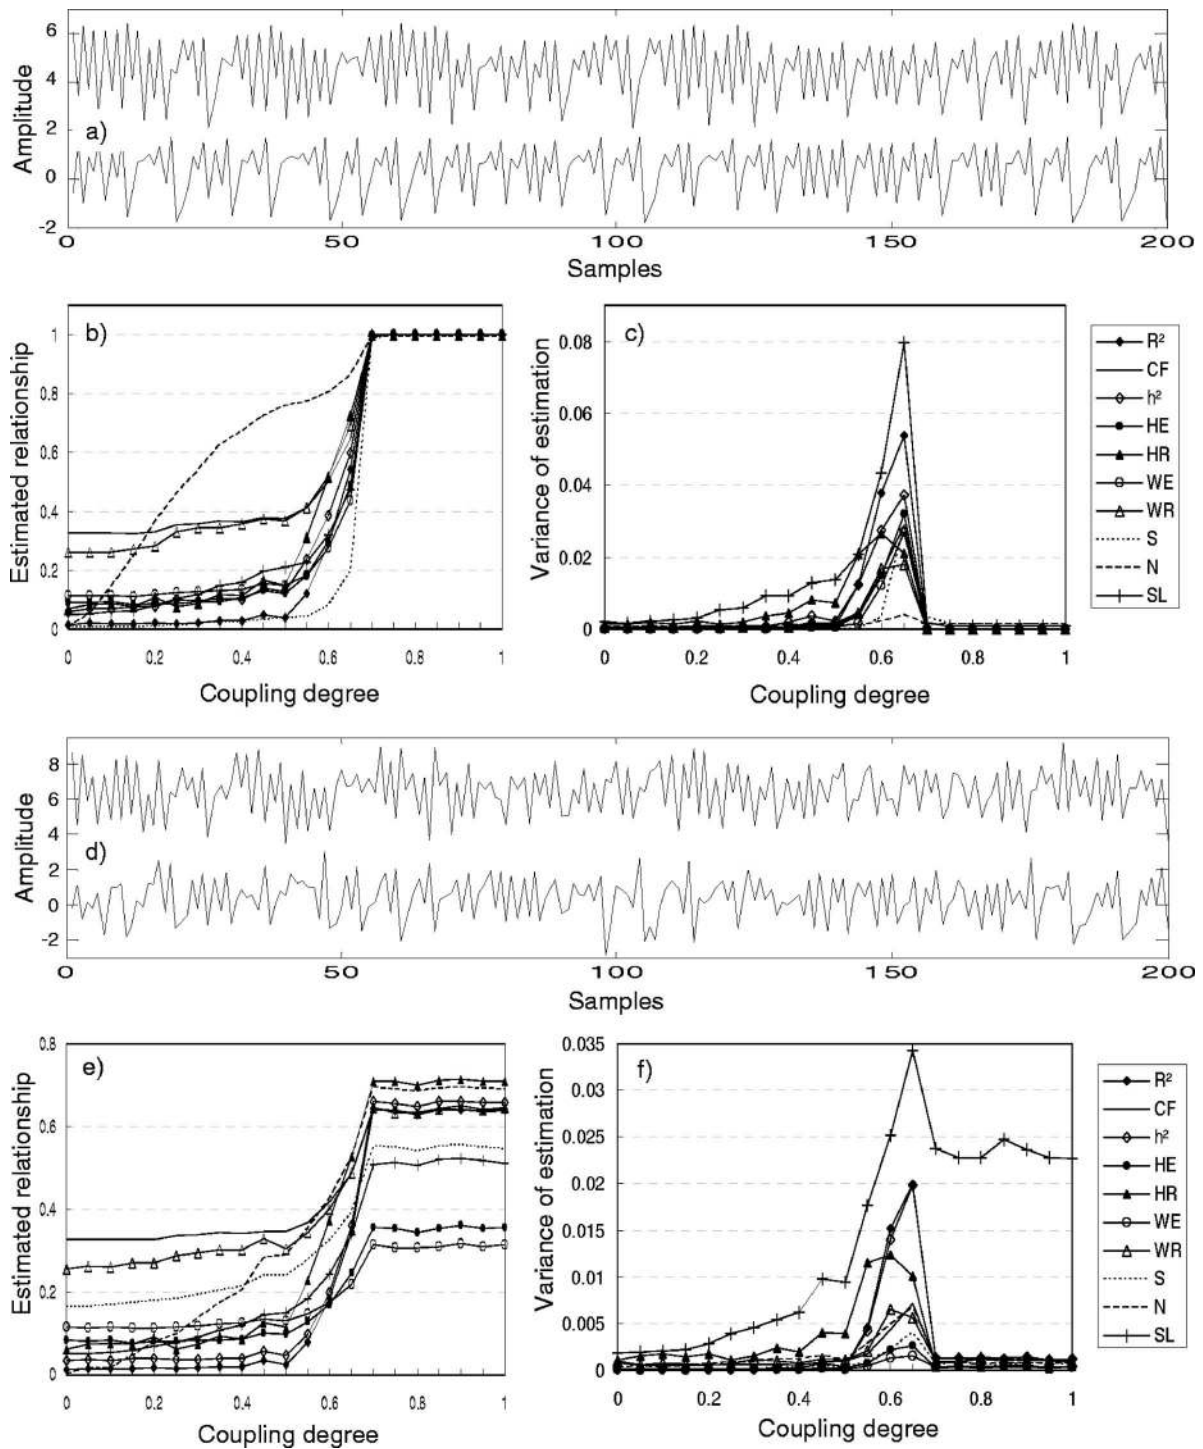 Amplitude
6
4
2
0
-2
a)
0 50 100 150 200
Samples
Estimated relationship
b)
1
0.8
0.6
0.4
0.2
0
0 0.2 0.4 0.6 0.8 1
Coupling degree
Variance of estimation
c)
0.08
0.06
0.04
0.02
0
0 0.2 0.4 0.6 0.8 1
Coupling degree
R²
CF
h²
HE
HR
WE
WR
S
N
SL
Amplitude
8
6
4
2
0
-2
d)
0 50 100 150 200
Samples
Estimated relationship
e)
0.8
0.6
0.4
0.2
0
0 0.2 0.4 0.6 0.8 1
Coupling degree
Variance of estimation
f)
0.035
0.03
0.025
0.02
0.015
0.01
0.005
0
0 0.2 0.4 0.6 0.8 1
Coupling degree
R²
CF
h²
HE
HR
WE
WR
S
N
SL